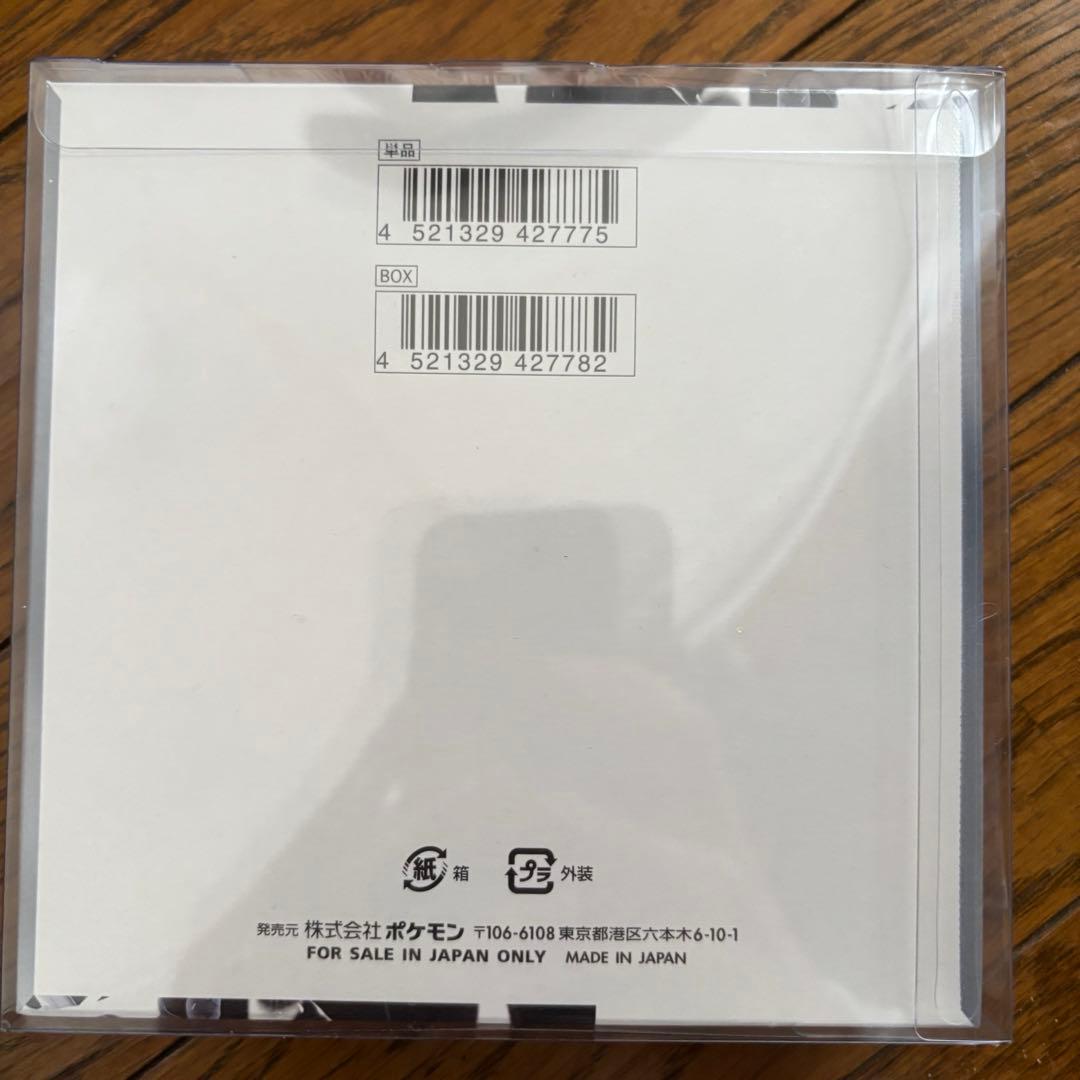 単品
4 521329 427775
BOX
4 521329 427782
紙 箱 プラ 外装
発売元 株式会社ポケモン 〒106-6108 東京都港区六本木6-10-1
FOR SALE IN JAPAN ONLY MADE IN JAPAN